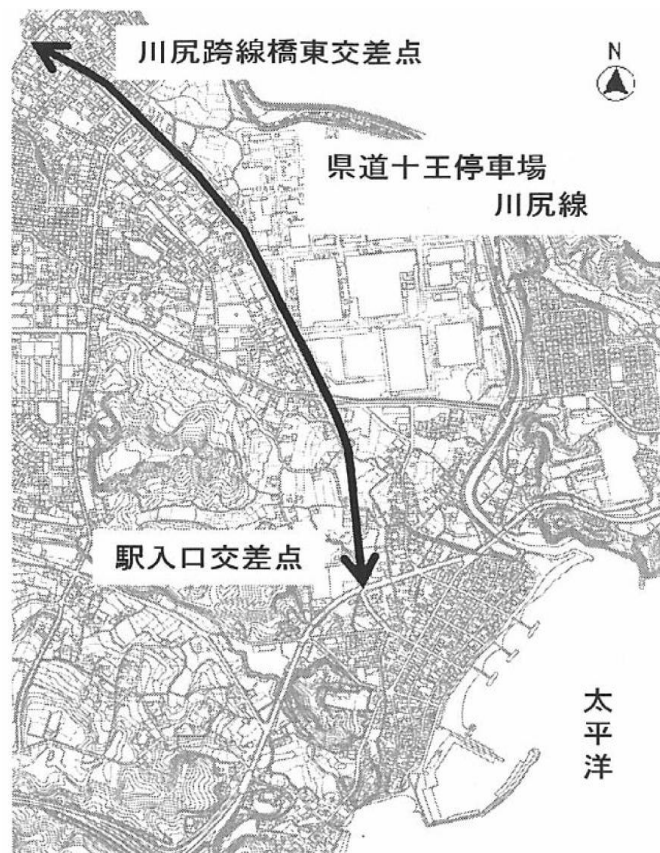 川尻跨線橋東交差点
N
県道十王停車場
川尻線
駅入口交差点
太平洋